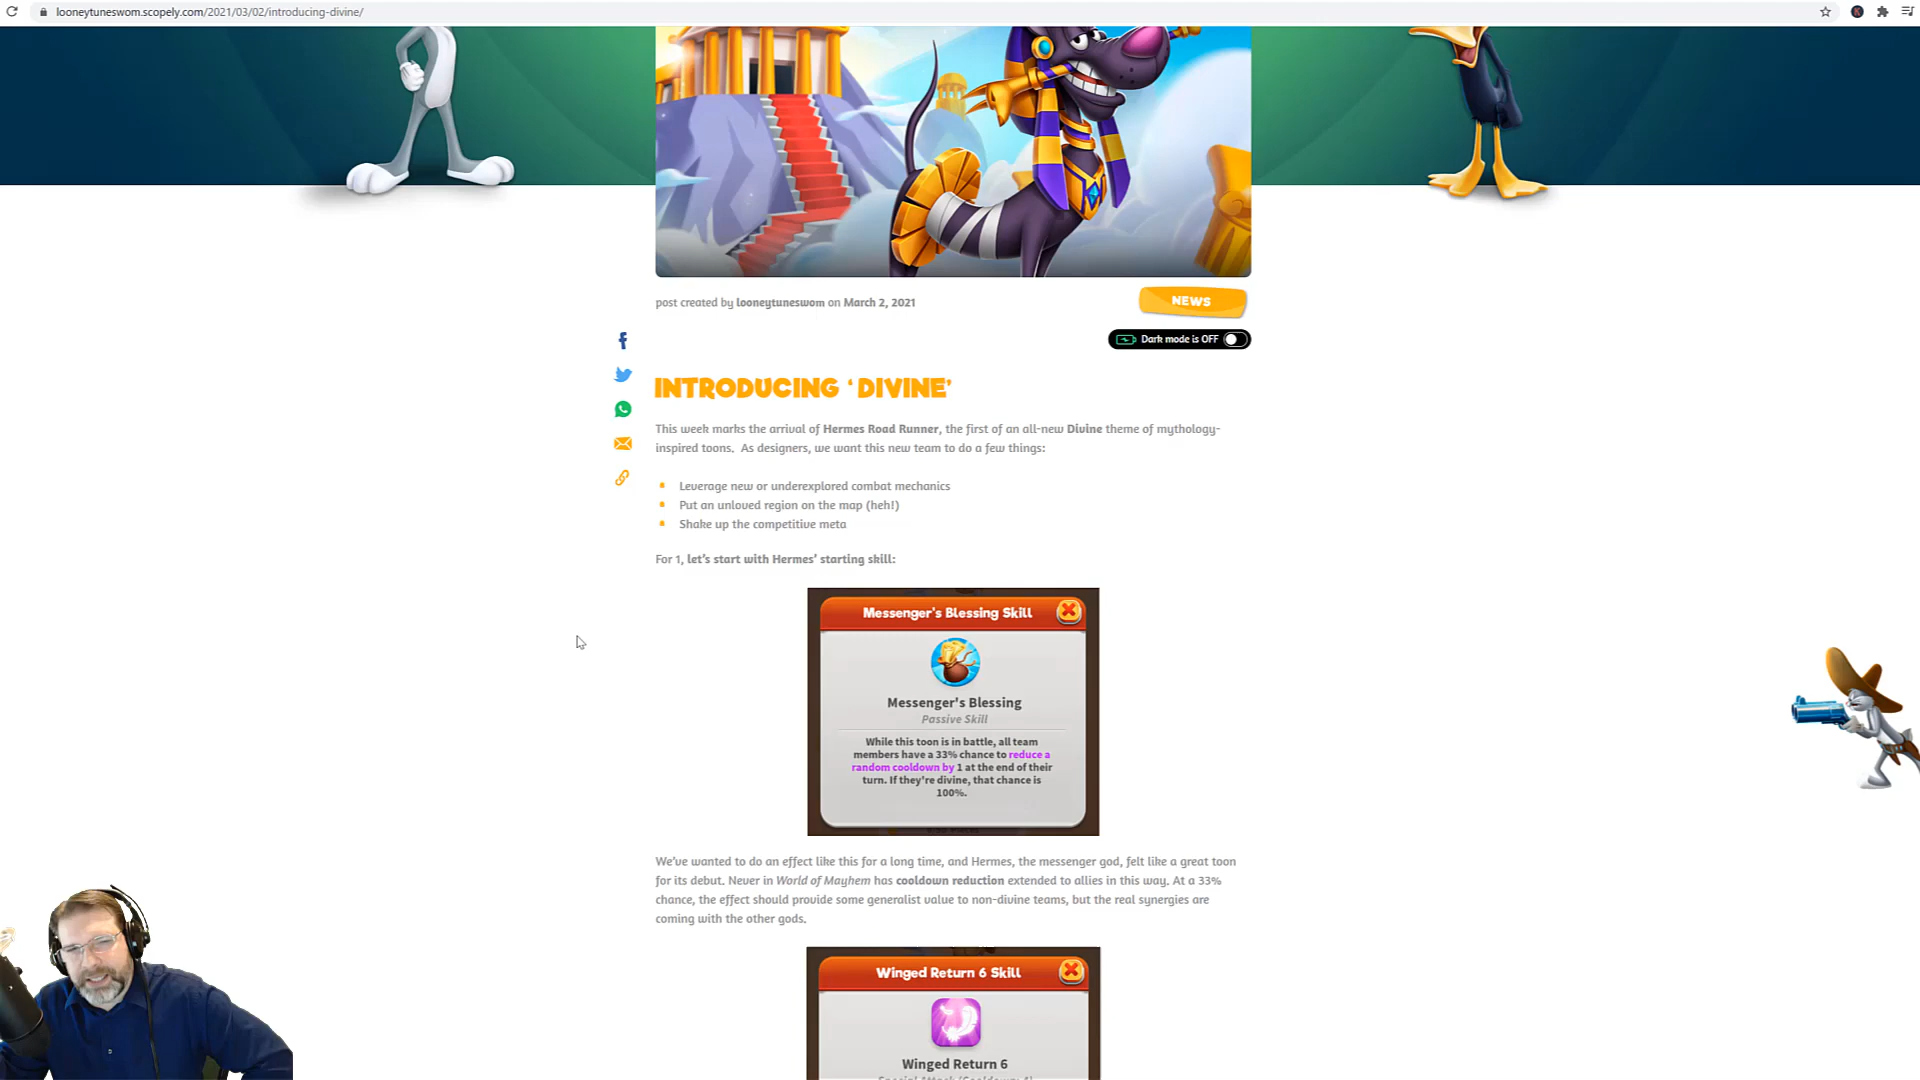 looneytuneswom.scopely.com/2021/03/02/introducing-divine/
post created by looneytuneswom on March 2, 2021
NEWS
Dark mode is OFF
INTRODUCING ‘DIVINE’
This week marks the arrival of Hermes Road Runner, the first of an all-new Divine theme of mythology-
inspired toons. As designers, we want this new team to do a few things:
Leverage new or underexplored combat mechanics
Put an unloved region on the map (heh!)
Shake up the competitive meta
For 1, let’s start with Hermes’ starting skill:
Messenger's Blessing Skill
Messenger's Blessing
Passive Skill
While this toon is in battle, all team
members have a 33% chance to reduce a
random cooldown by 1 at the end of their
turn. If they're divine, that chance is
100%.
We’ve wanted to do an effect like this for a long time, and Hermes, the messenger god, felt like a great toon
for its debut. Never in World of Mayhem has cooldown reduction extended to allies in this way. At a 33%
chance, the effect should provide some generalist value to non-divine teams, but the real synergies are
coming with the other gods.
Winged Return 6 Skill
Winged Return 6